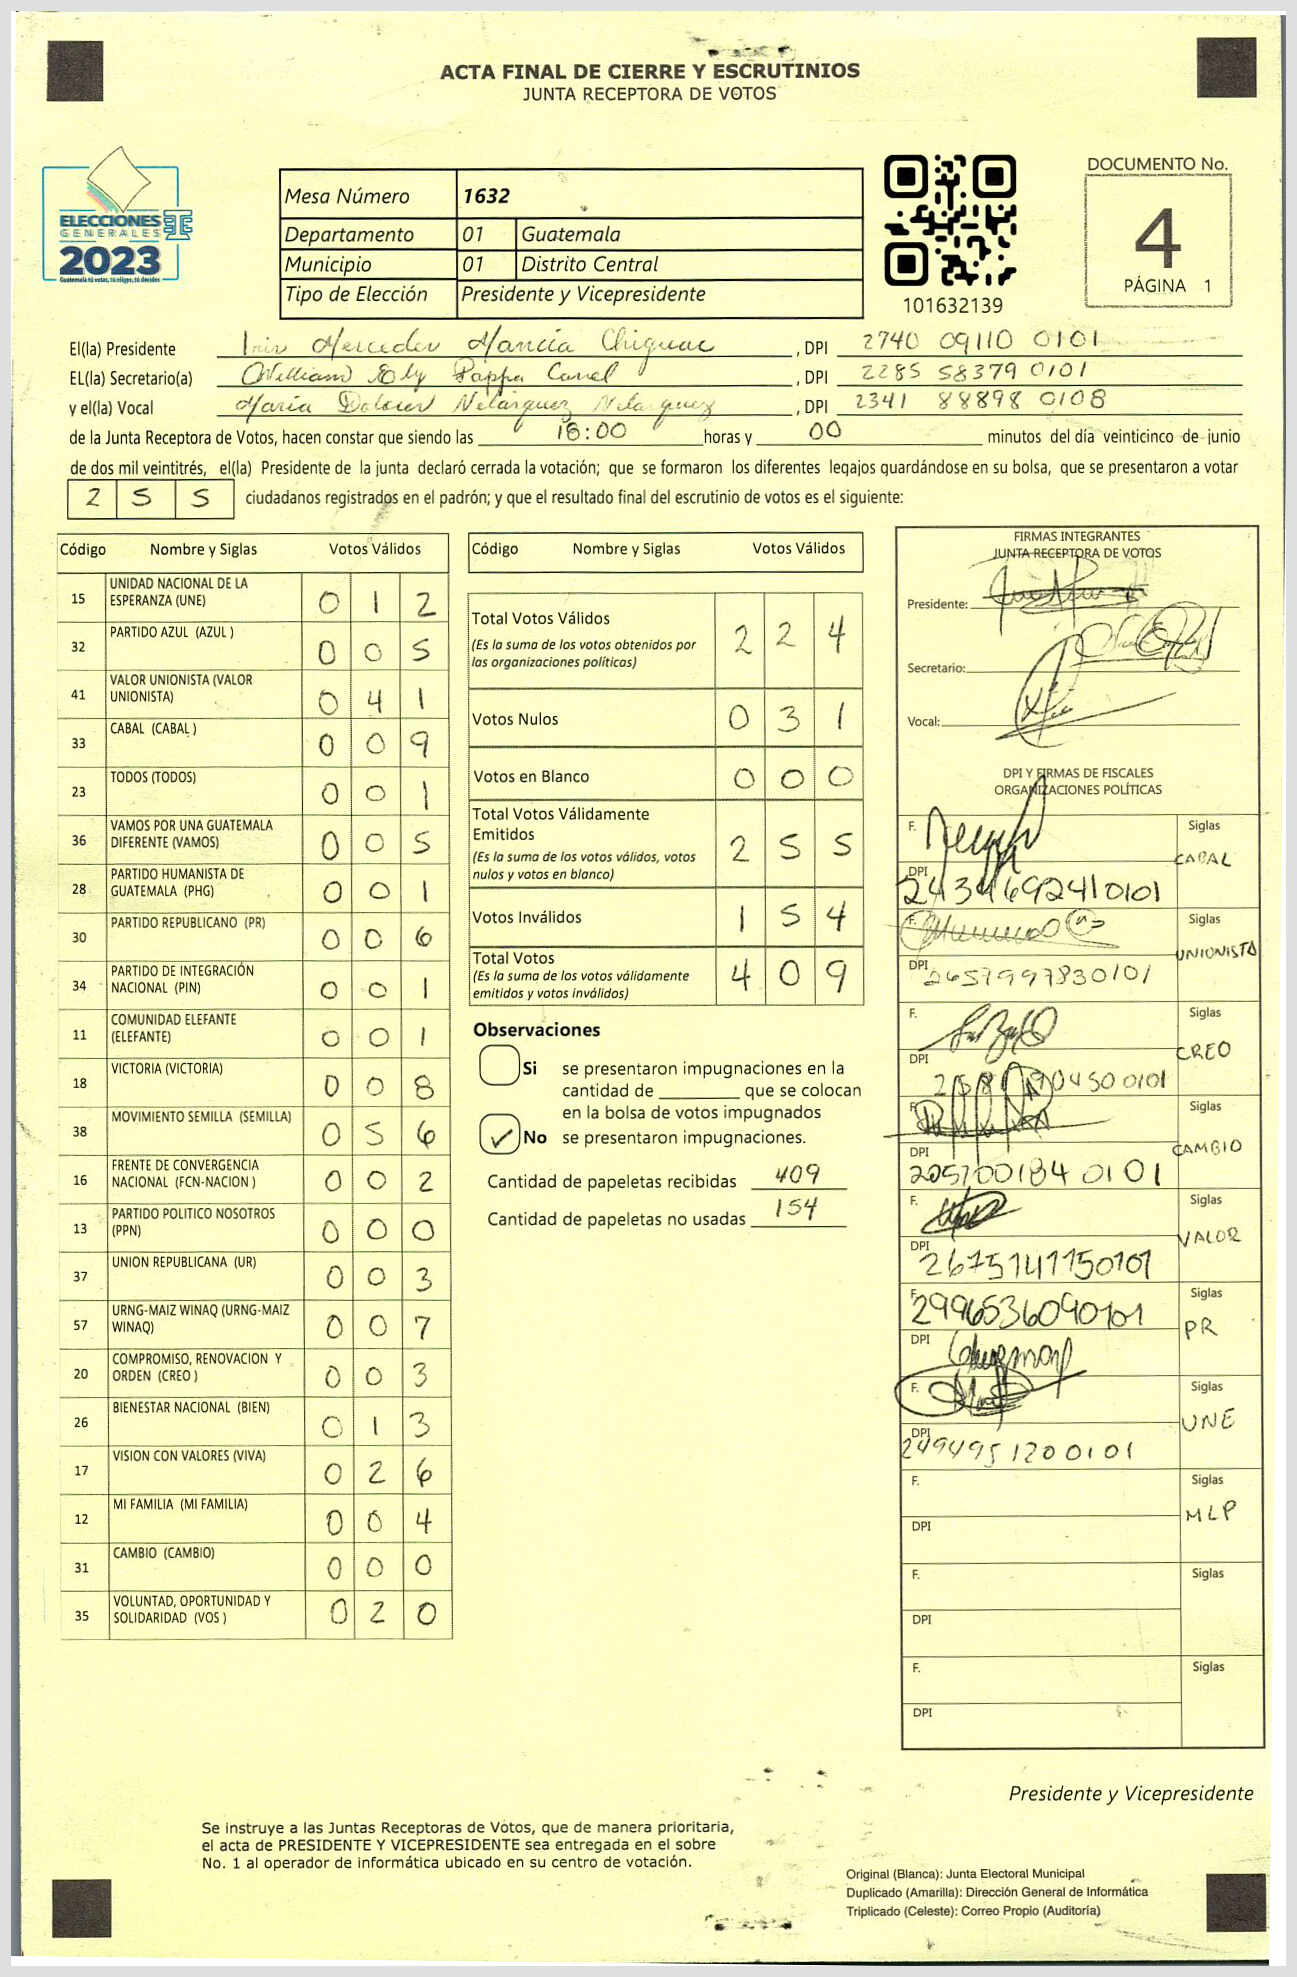 ACTA FINAL DE CIERRE Y ESCRUTINIOS
JUNTA RECEPTORA DE VOTOS
ELECCIONES
GENERALES
2023
Guatemala tú votas, tú eliges, tú decides
Mesa Número 1632
Departamento 01 Guatemala
Municipio 01 Distrito Central
Tipo de Elección Presidente y Vicepresidente
101632139
DOCUMENTO No.
4
PÁGINA 1
El(la) Presidente Iris Mercedes Chiguac , DPI 2740 09110 0101
EL(la) Secretario(a) William Ely Pappa Canel , DPI 2285 58379 0101
y el(la) Vocal María Dolores Velásquez Velasquez , DPI 2341 88898 0108
de la Junta Receptora de Votos, hacen constar que siendo las 18:00 horas y 00 minutos del día veinticinco de junio
de dos mil veintitrés, el(la) Presidente de la junta declaró cerrada la votación; que se formaron los diferentes legajos guardándose en su bolsa, que se presentaron a votar
2 5 5 ciudadanos registrados en el padrón; y que el resultado final del escrutinio de votos es el siguiente:
Código Nombre y Siglas Votos Válidos
15 UNIDAD NACIONAL DE LA ESPERANZA (UNE) 0 1 2
32 PARTIDO AZUL (AZUL ) 0 0 5
41 VALOR UNIONISTA (VALOR UNIONISTA) 0 4 1
33 CABAL (CABAL ) 0 0 9
23 TODOS (TODOS) 0 0 1
36 VAMOS POR UNA GUATEMALA DIFERENTE (VAMOS) 0 0 5
28 PARTIDO HUMANISTA DE GUATEMALA (PHG) 0 0 1
30 PARTIDO REPUBLICANO (PR) 0 0 6
34 PARTIDO DE INTEGRACIÓN NACIONAL (PIN) 0 0 1
11 COMUNIDAD ELEFANTE (ELEFANTE) 0 0 1
18 VICTORIA (VICTORIA) 0 0 8
38 MOVIMIENTO SEMILLA (SEMILLA) 0 5 6
16 FRENTE DE CONVERGENCIA NACIONAL (FCN-NACION ) 0 0 2
13 PARTIDO POLITICO NOSOTROS (PPN) 0 0 0
37 UNION REPUBLICANA (UR) 0 0 3
57 URNG-MAIZ WINAQ (URNG-MAIZ WINAQ) 0 0 7
20 COMPROMISO, RENOVACION Y ORDEN (CREO ) 0 0 3
26 BIENESTAR NACIONAL (BIEN) 0 1 3
17 VISION CON VALORES (VIVA) 0 2 6
12 MI FAMILIA (MI FAMILIA) 0 0 4
31 CAMBIO (CAMBIO) 0 0 0
35 VOLUNTAD, OPORTUNIDAD Y SOLIDARIDAD (VOS ) 0 2 0
Código Nombre y Siglas Votos Válidos
Total Votos Válidos 2 2 4
(Es la suma de los votos obtenidos por
las organizaciones políticas)
Votos Nulos 0 3 1
Votos en Blanco 0 0 0
Total Votos Válidamente
Emitidos 2 5 5
(Es la suma de los votos válidos, votos
nulos y votos en blanco)
Votos Inválidos 1 5 4
Total Votos 4 0 9
(Es la suma de los votos válidamente
emitidos y votos inválidos)
Observaciones
Si se presentaron impugnaciones en la
cantidad de ________ que se colocan
en la bolsa de votos impugnados
✓ No se presentaron impugnaciones.
Cantidad de papeletas recibidas 409
Cantidad de papeletas no usadas 154
FIRMAS INTEGRANTES
JUNTA RECEPTORA DE VOTOS
Presidente:
Secretario:
Vocal:
DPI Y FIRMAS DE FISCALES
ORGANIZACIONES POLÍTICAS
F. Siglas CABAL
DPI 2434692410101
F. Siglas UNIONISTA
DPI 2657997830101
F. Siglas CREO
DPI
F. Siglas CAMBIO
DPI 2257001840101
F. Siglas VALOR
DPI 2675141150101
F. 2996536090101 Siglas PR
DPI
F. Siglas UNE
DPI 2494951200101
F. Siglas MLP
DPI
F. Siglas
DPI
F. Siglas
DPI
Presidente y Vicepresidente
Se instruye a las Juntas Receptoras de Votos, que de manera prioritaria,
el acta de PRESIDENTE Y VICEPRESIDENTE sea entregada en el sobre
No. 1 al operador de informática ubicado en su centro de votación.
Original (Blanca): Junta Electoral Municipal
Duplicado (Amarilla): Dirección General de Informática
Triplicado (Celeste): Correo Propio (Auditoría)